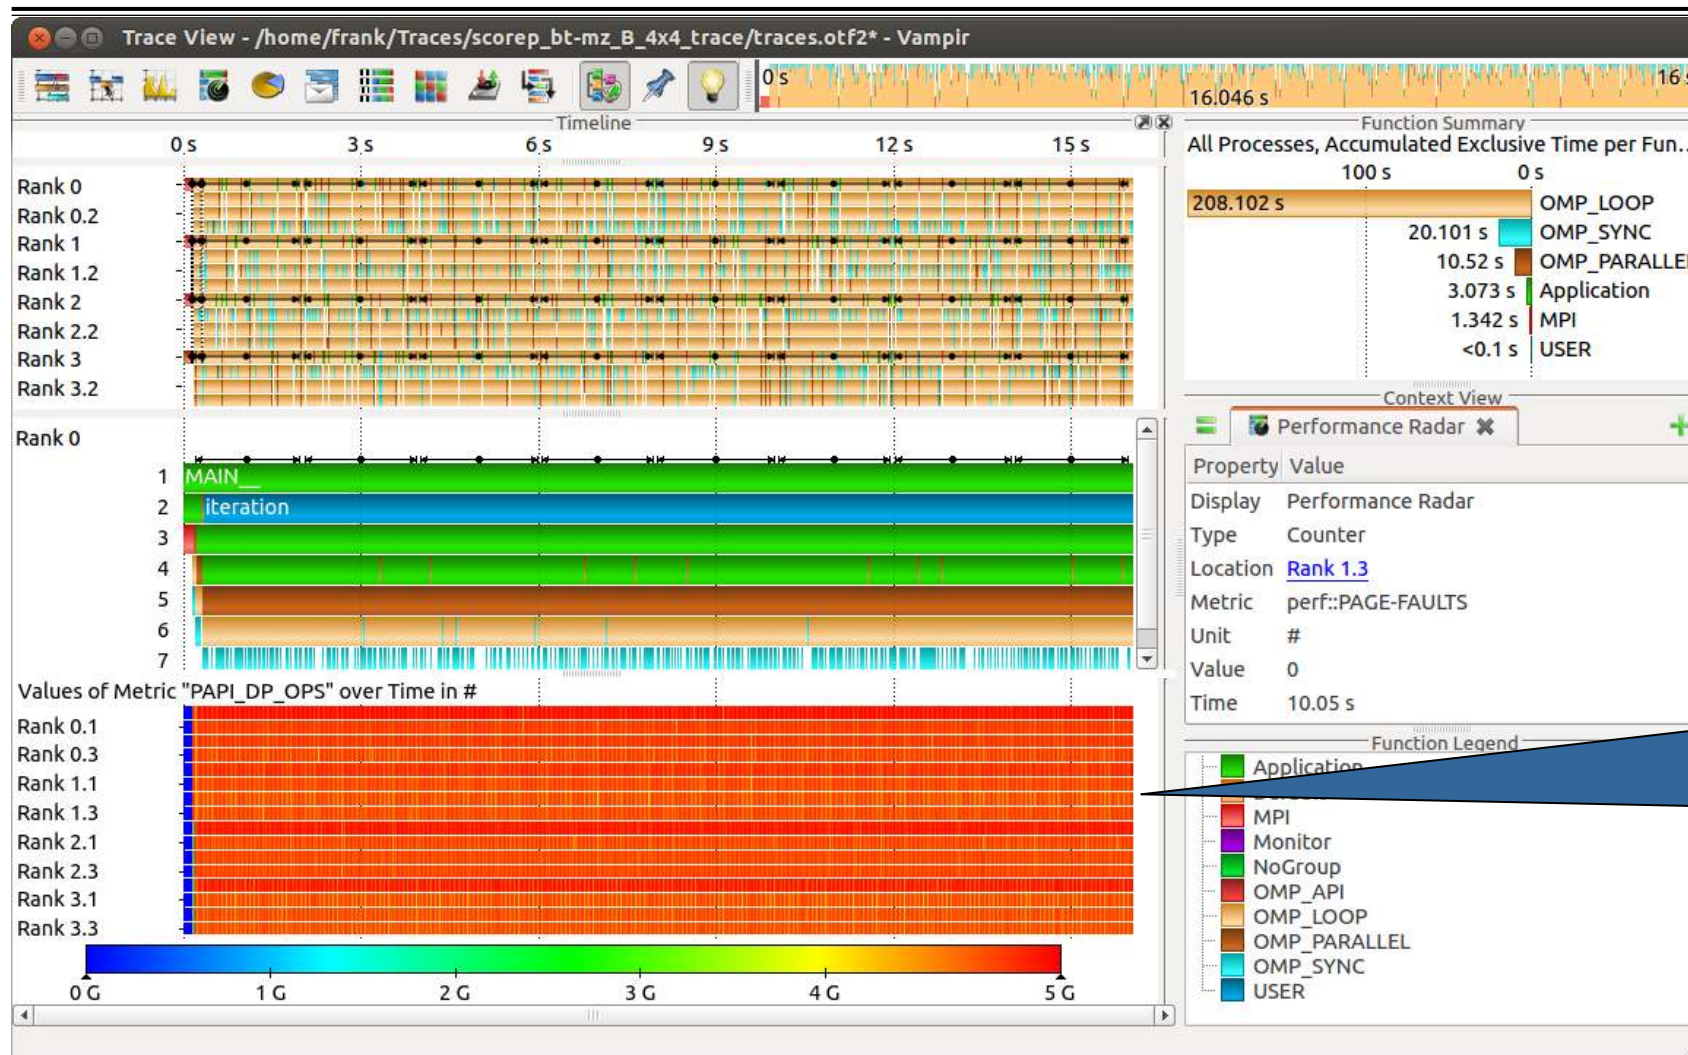 Trace View - /home/frank/Traces/scorep_bt-mz_B_4x4_trace/traces.otf2* - Vampir
0 s
16 s
16.046 s
Timeline
0 s 3 s 6 s 9 s 12 s 15 s
Rank 0
Rank 0.2
Rank 1
Rank 1.2
Rank 2
Rank 2.2
Rank 3
Rank 3.2
Rank 0
1 MAIN__
2 iteration
3
4
5
6
7
Values of Metric "PAPI_DP_OPS" over Time in #
Rank 0.1
Rank 0.3
Rank 1.1
Rank 1.3
Rank 2.1
Rank 2.3
Rank 3.1
Rank 3.3
0 G 1 G 2 G 3 G 4 G 5 G
Function Summary
All Processes, Accumulated Exclusive Time per Fun..
100 s 0 s
208.102 s OMP_LOOP
20.101 s OMP_SYNC
10.52 s OMP_PARALLEL
3.073 s Application
1.342 s MPI
<0.1 s USER
Context View
Performance Radar
Property Value
Display Performance Radar
Type Counter
Location Rank 1.3
Metric perf::PAGE-FAULTS
Unit #
Value 0
Time 10.05 s
Function Legend
Application
MPI
Monitor
NoGroup
OMP_API
OMP_LOOP
OMP_PARALLEL
OMP_SYNC
USER